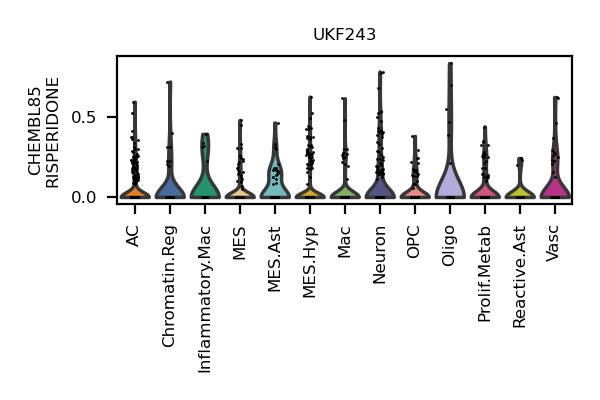 UKF243
CHEMBL85
RISPERIDONE
0.5
0.0
AC
Chromatin.Reg
Inflammatory.Mac
MES
MES.Ast
MES.Hyp
Mac
Neuron
OPC
Oligo
Prolif.Metab
Reactive.Ast
Vasc